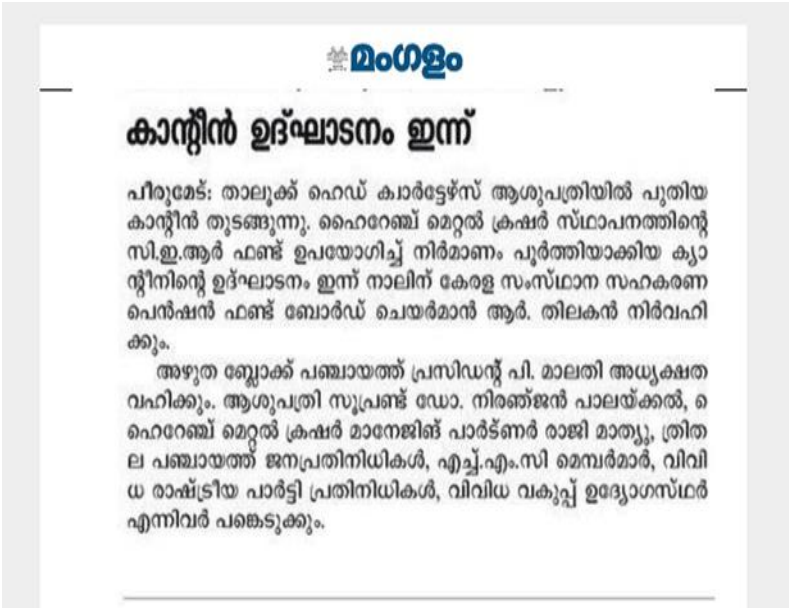 മംഗളം
കാന്റീൻ ഉദ്ഘാടനം ഇന്ന്
പീരുമേട്: താലൂക്ക് ഹെഡ് ക്വാർട്ടേഴ്സ് ആശുപത്രിയിൽ പുതിയ
കാന്റീൻ തുടങ്ങുന്നു. ഹൈറേഞ്ച് മെറ്റൽ ക്രഷർ സ്ഥാപനത്തിന്റെ
സി.ഇ.ആർ ഫണ്ട് ഉപയോഗിച്ച് നിർമാണം പൂർത്തിയാക്കിയ ക്യാ
ന്റീനിന്റെ ഉദ്ഘാടനം ഇന്ന് നാലിന് കേരള സംസ്ഥാന സഹകരണ
പെൻഷൻ ഫണ്ട് ബോർഡ് ചെയർമാൻ ആർ. തിലകൻ നിർവഹി
ക്കും.
അഴുത ബ്ലോക്ക് പഞ്ചായത്ത് പ്രസിഡന്റ് പി. മാലതി അധ്യക്ഷത
വഹിക്കും. ആശുപത്രി സൂപ്രണ്ട് ഡോ. നിരഞ്ജൻ പാലയ്ക്കൽ, െ
ഹൈറേഞ്ച് മെറ്റൽ ക്രഷർ മാനേജിങ് പാർട്ണർ രാജി മാത്യു, ത്രിത
ല പഞ്ചായത്ത് ജനപ്രതിനിധികൾ, എച്ച്.എം.സി മെമ്പർമാർ, വിവി
ധ രാഷ്ട്രീയ പാർട്ടി പ്രതിനിധികൾ, വിവിധ വകുപ്പ് ഉദ്യോഗസ്ഥർ
എന്നിവർ പങ്കെടുക്കും.